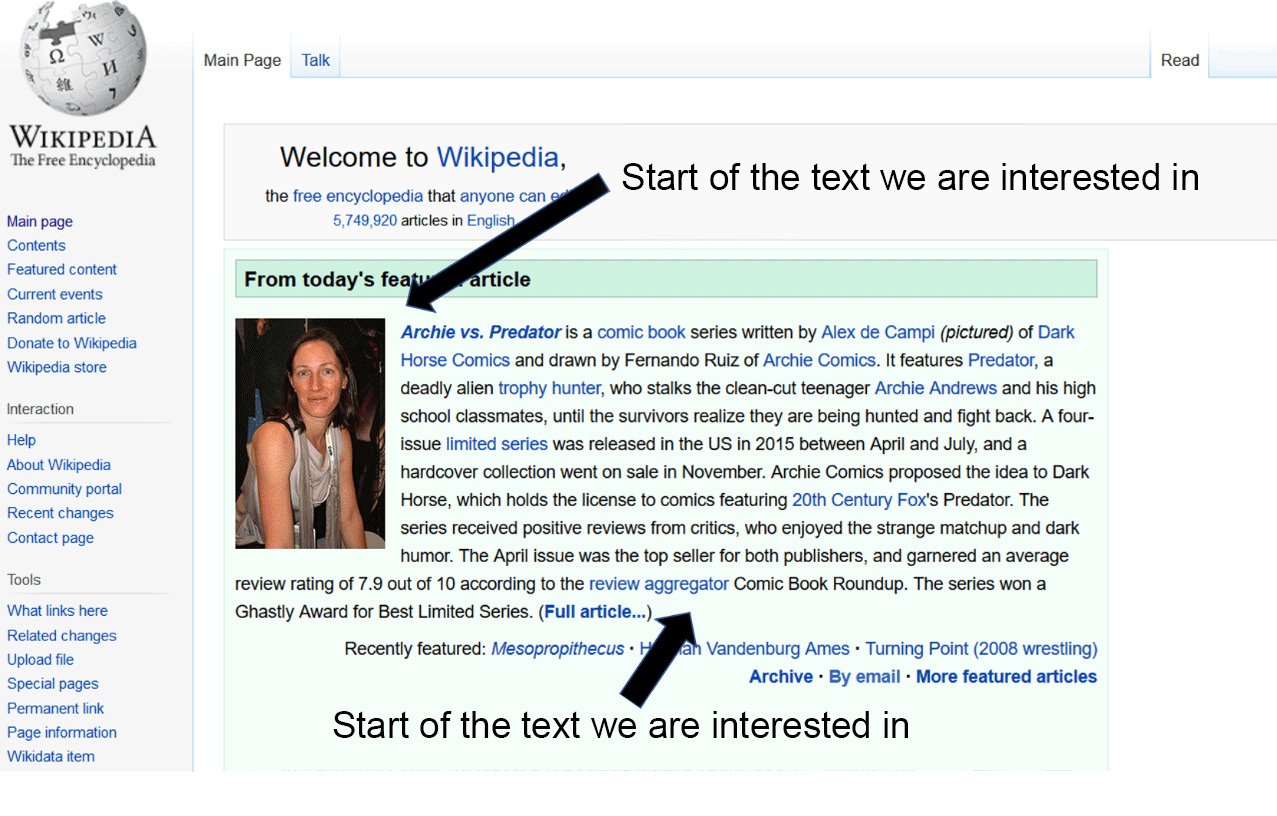 Ω W И 維 7
WIKIPEDIA
The Free Encyclopedia
Main page
Contents
Featured content
Current events
Random article
Donate to Wikipedia
Wikipedia store
Interaction
Help
About Wikipedia
Community portal
Recent changes
Contact page
Tools
What links here
Related changes
Upload file
Special pages
Permanent link
Page information
Wikidata item
Main Page Talk Read
Welcome to Wikipedia,
the free encyclopedia that anyone can
5,749,920 articles in English
Start of the text we are interested in
From today's article
Archie vs. Predator is a comic book series written by Alex de Campi (pictured) of Dark
Horse Comics and drawn by Fernando Ruiz of Archie Comics. It features Predator, a
deadly alien trophy hunter, who stalks the clean-cut teenager Archie Andrews and his high
school classmates, until the survivors realize they are being hunted and fight back. A four-
issue limited series was released in the US in 2015 between April and July, and a
hardcover collection went on sale in November. Archie Comics proposed the idea to Dark
Horse, which holds the license to comics featuring 20th Century Fox's Predator. The
series received positive reviews from critics, who enjoyed the strange matchup and dark
humor. The April issue was the top seller for both publishers, and garnered an average
review rating of 7.9 out of 10 according to the review aggregator Comic Book Roundup. The series won a
Ghastly Award for Best Limited Series. (Full article...)
Recently featured: Mesopropithecus · Vandenburg Ames · Turning Point (2008 wrestling)
Archive · By email · More featured articles
Start of the text we are interested in